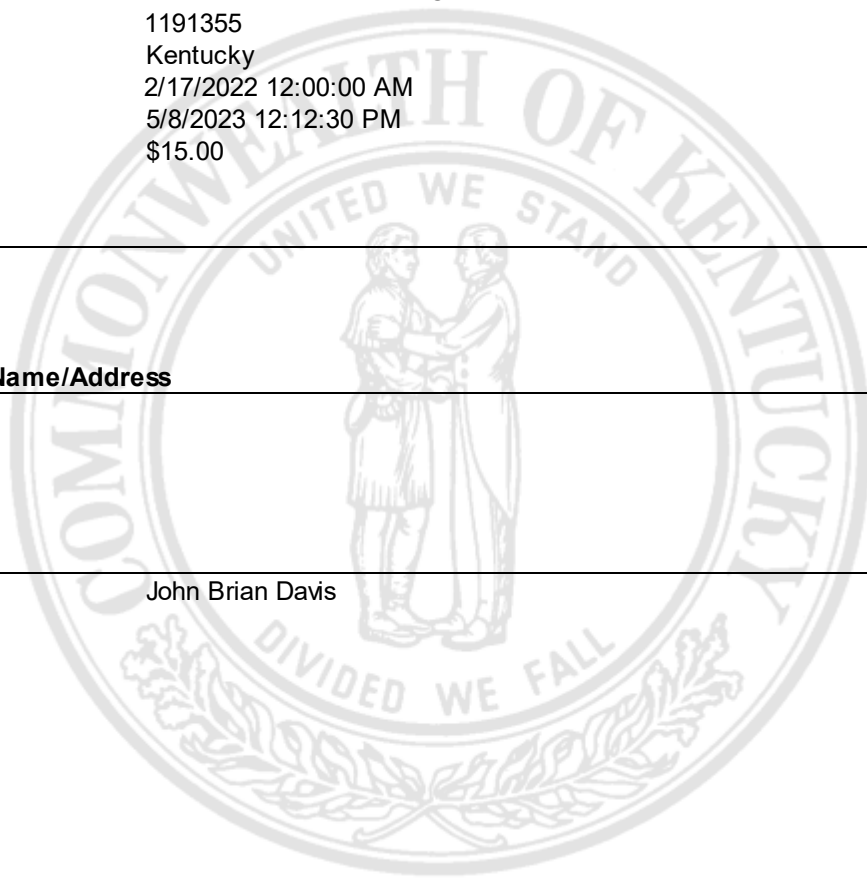 1191355
Kentucky
2/17/2022 12:00:00 AM
5/8/2023 12:12:30 PM
$15.00
COMMONWEALTH OF KENTUCKY
UNITED WE STAND
Name/Address
John Brian Davis
DIVIDED WE FALL